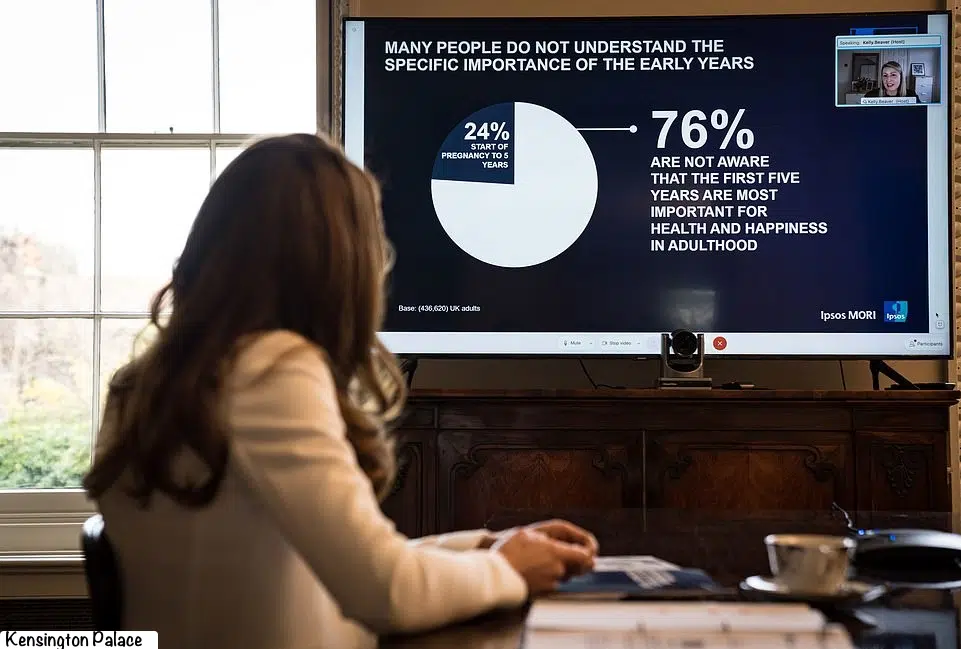 MANY PEOPLE DO NOT UNDERSTAND THE
SPECIFIC IMPORTANCE OF THE EARLY YEARS
Speaking: Kelly Beaver (Host)
Kelly Beaver (Host)
24%
START OF
PREGNANCY TO 5
YEARS
76%
ARE NOT AWARE
THAT THE FIRST FIVE
YEARS ARE MOST
IMPORTANT FOR
HEALTH AND HAPPINESS
IN ADULTHOOD
Base: (436,620) UK adults
Ipsos MORI
Ipsos
Mute
Stop video
Participants
Kensington Palace